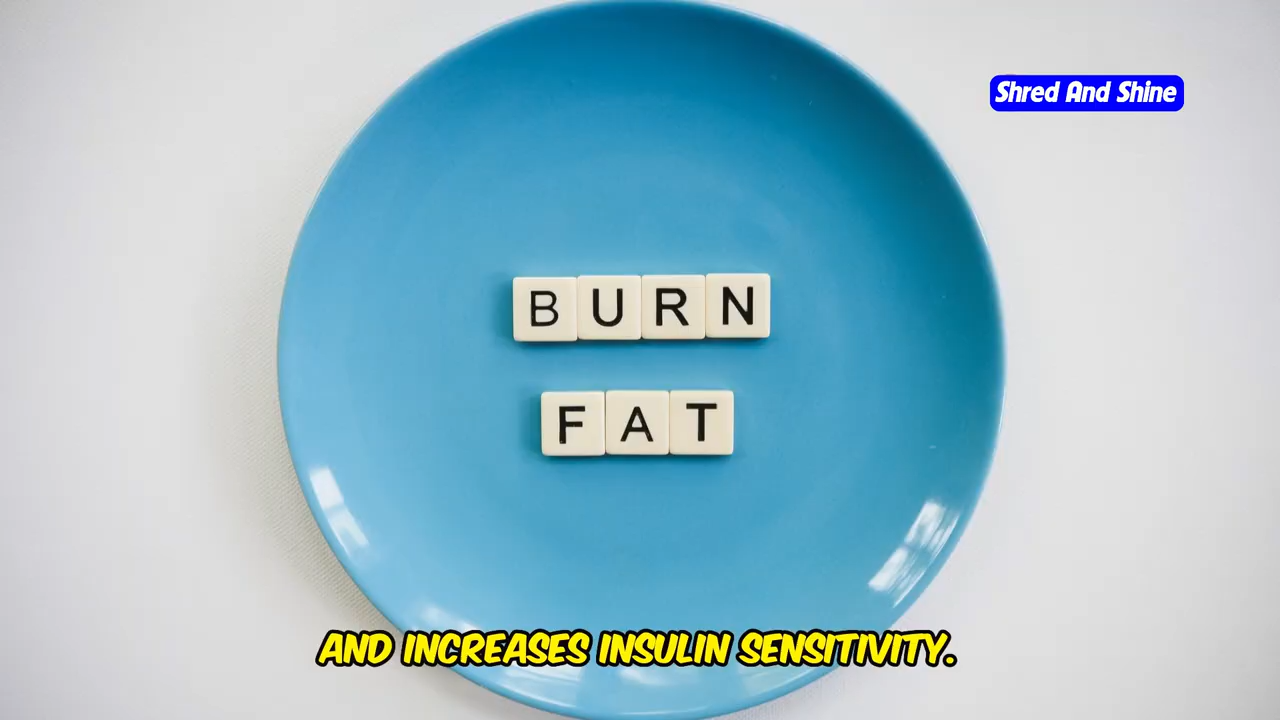 Shred And Shine
BURN
FAT
AND INCREASES INSULIN SENSITIVITY.